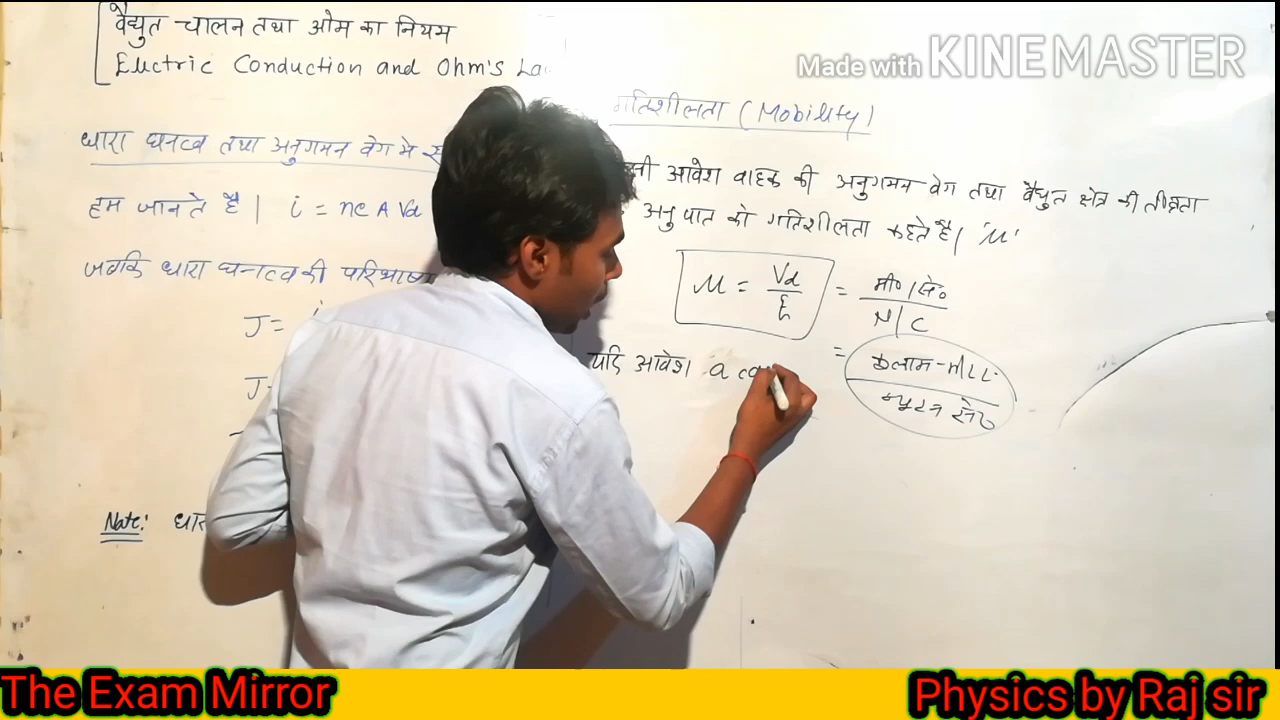 वैद्युत चालन तथा ओम का नियम
Electric Conduction and Ohm's La
धारा घनत्व तथा अनुगमन वेग मे
हम जानते है | i = neA Vd
जबकि धारा घनत्व की परिभाषा
J =
J =
Note:
Made with KINEMASTER
गतिशीलता (Mobility)
आवेश वाहक की अनुगमन वेग तथा वैद्युत क्षेत्र की तीव्रता
अनुपात को गतिशीलता कहते है | 'μ'
μ = Vd / E = मी०/से० / N/C
= कूलाम-मी० / न्यूटन से०
यदि आवेश
The Exam Mirror
Physics by Raj sir